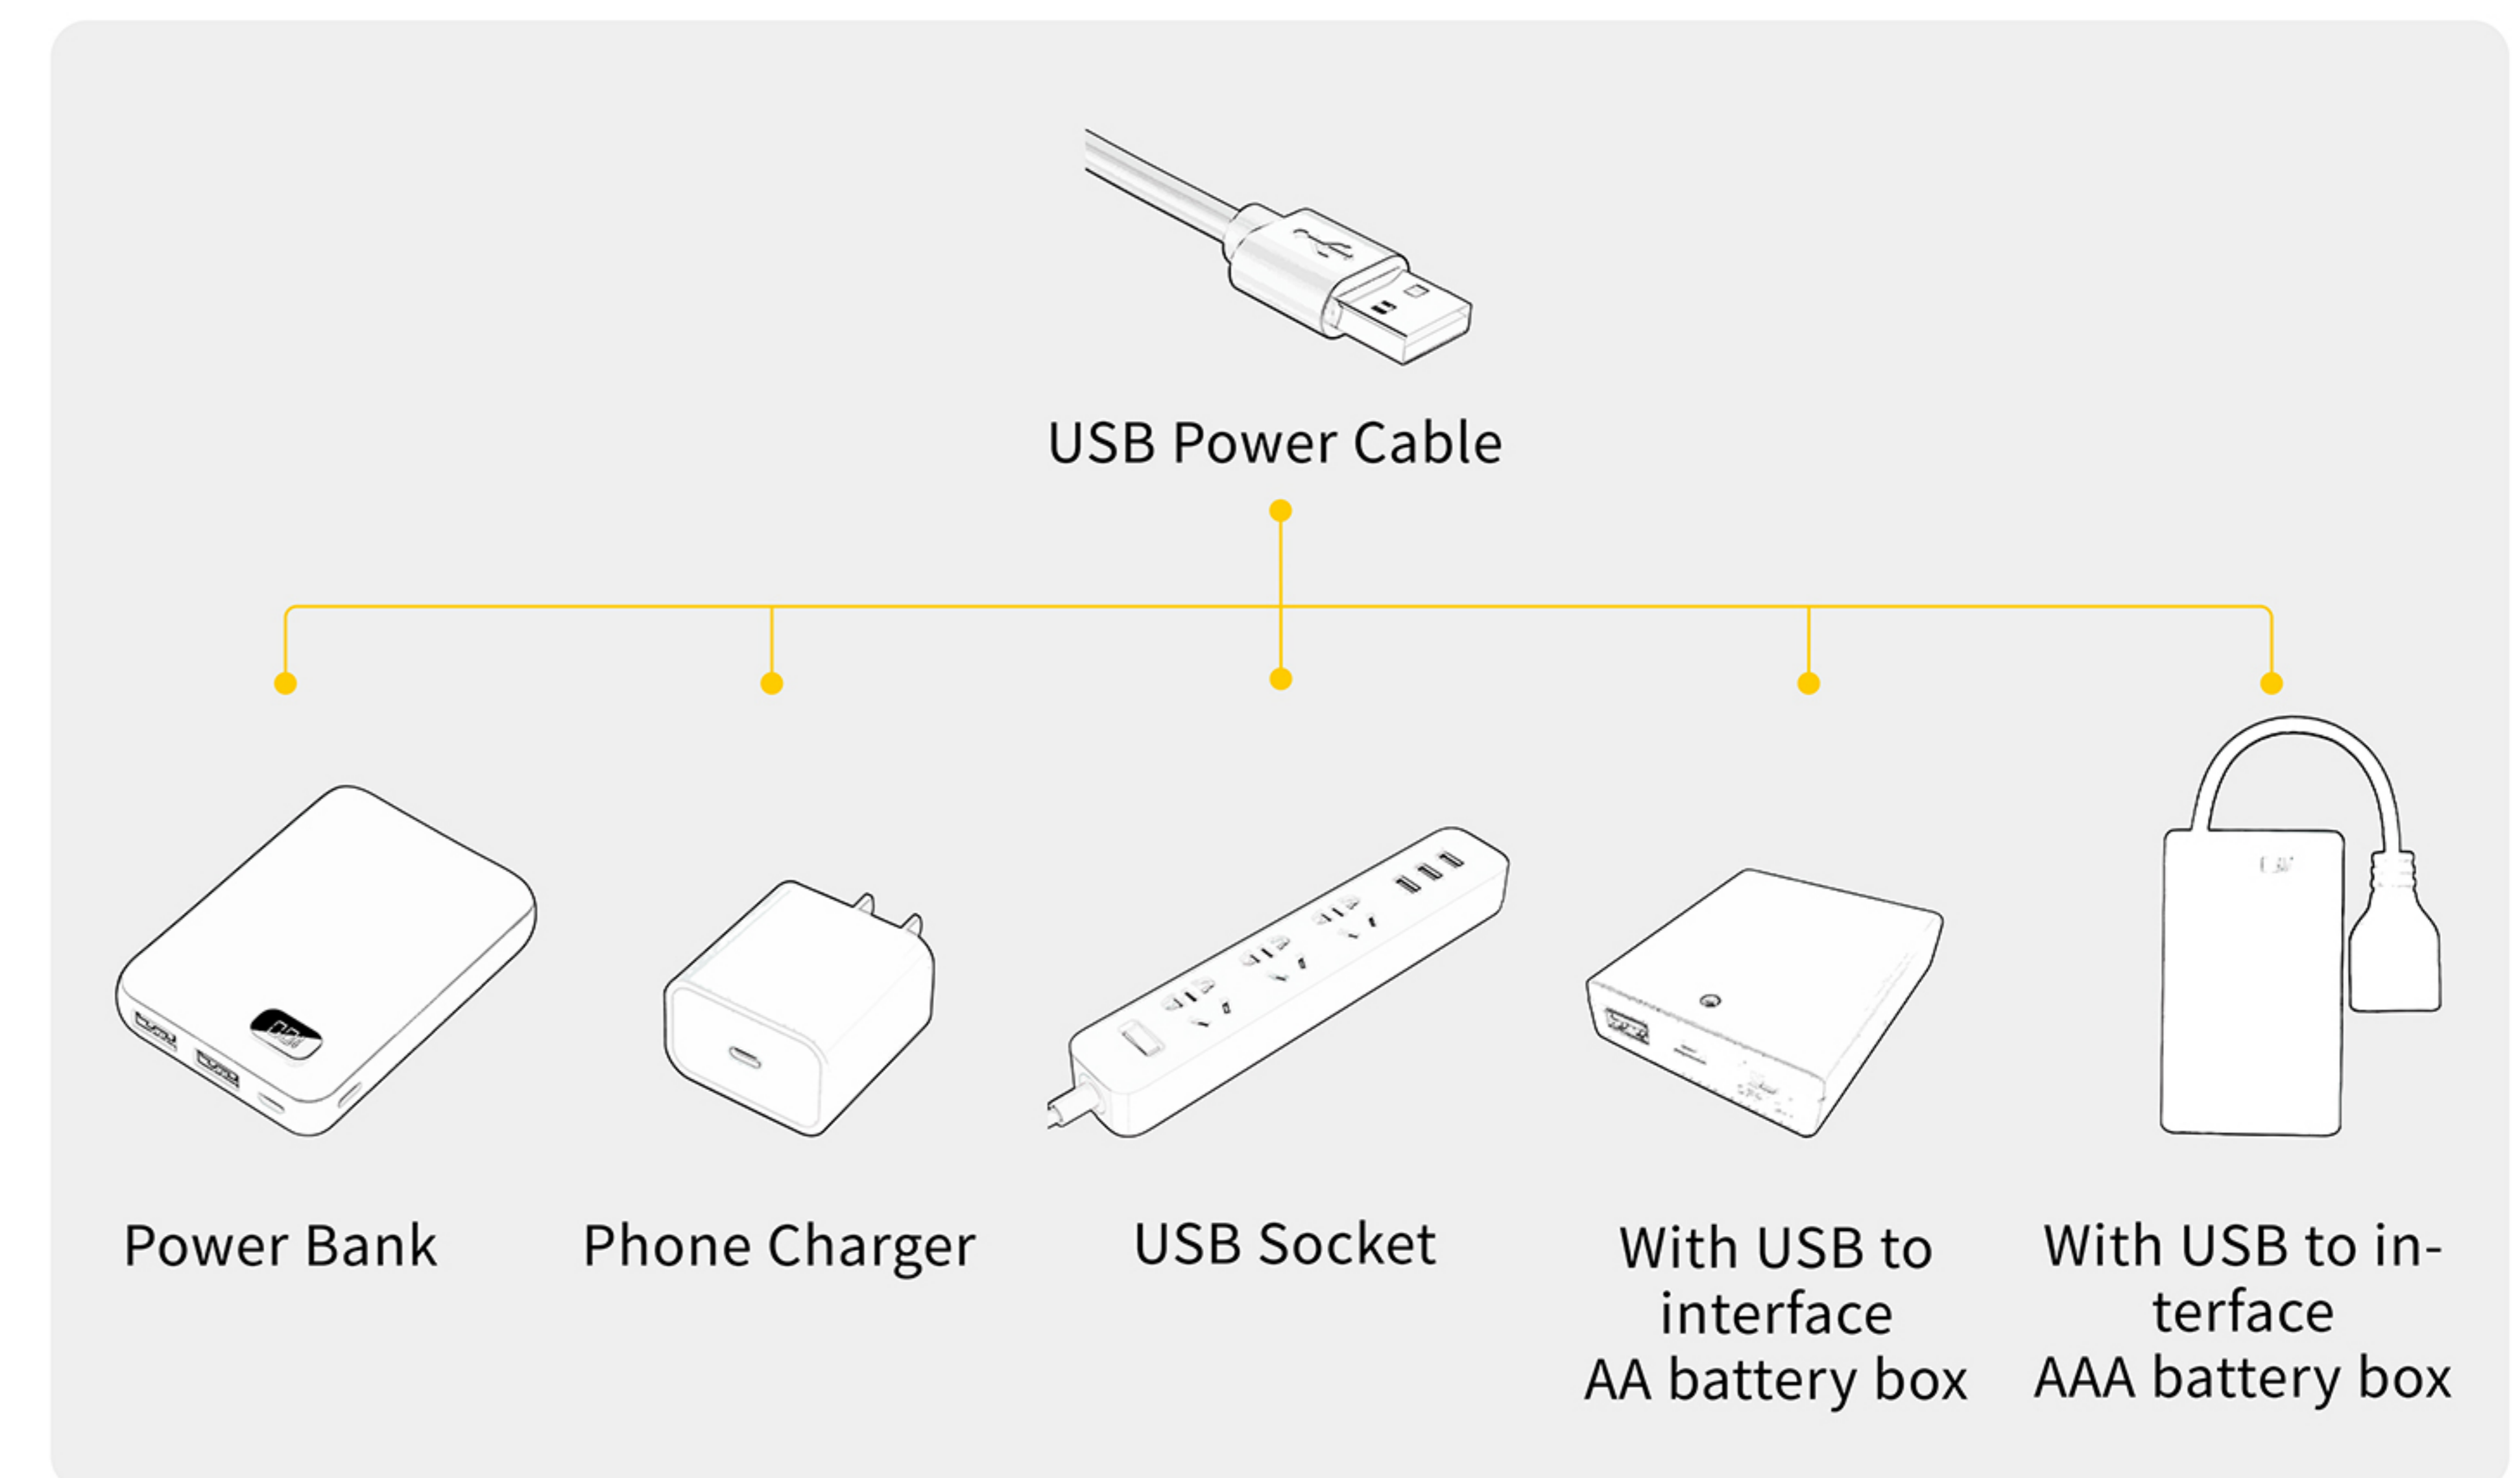 USB Power Cable
Power Bank
Phone Charger
USB Socket
With USB to
interface
AA battery box
With USB to in-
terface
AAA battery box